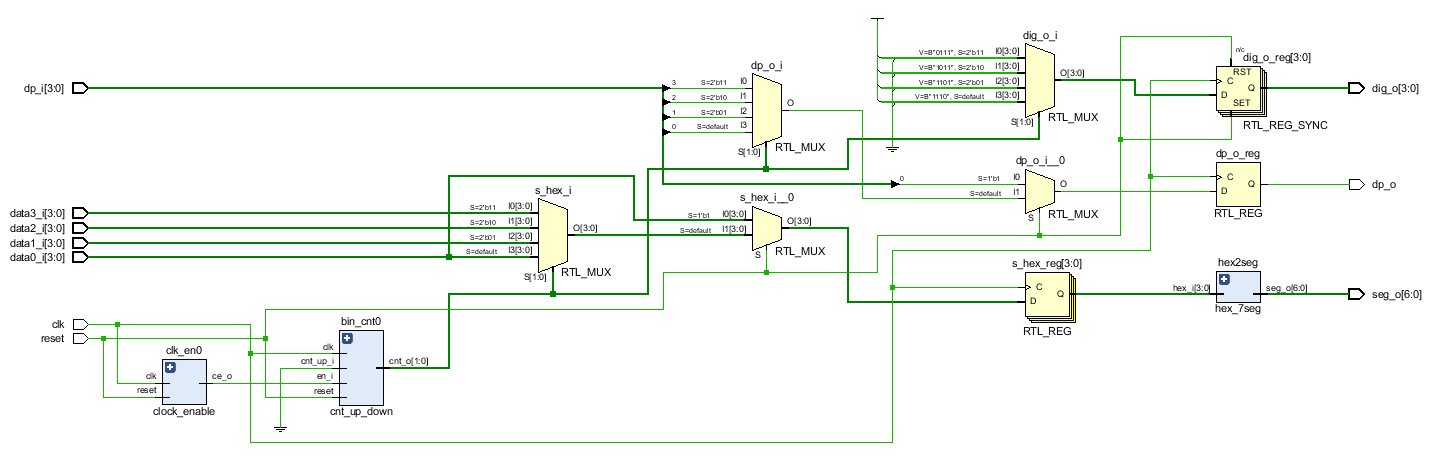 dp_i[3:0]
dp_o_i
3 S=2'b11 I0
2 S=2'b10 I1
1 S=2'b01 I2
0 S=default I3
O
S[1:0]
RTL_MUX
dig_o_i
V=B"0111", S=2'b11 I0[3:0]
V=B"1011", S=2'b10 I1[3:0]
V=B"1101", S=2'b01 I2[3:0]
V=B"1110", S=default I3[3:0]
O[3:0]
S[1:0]
RTL_MUX
n/c
dig_o_reg[3:0]
RST
C
Q
D
SET
RTL_REG_SYNC
dig_o[3:0]
dp_o_i__0
0 S=1'b1 I0
S=default I1
O
S
RTL_MUX
dp_o_reg
C
Q
D
RTL_REG
dp_o
data3_i[3:0]
data2_i[3:0]
data1_i[3:0]
data0_i[3:0]
s_hex_i
S=2'b11 I0[3:0]
S=2'b10 I1[3:0]
S=2'b01 I2[3:0]
S=default I3[3:0]
O[3:0]
S[1:0]
RTL_MUX
s_hex_i__0
S=1'b1 I0[3:0]
S=default I1[3:0]
O[3:0]
S
RTL_MUX
s_hex_reg[3:0]
C
Q
D
RTL_REG
hex2seg
hex_i[3:0]
seg_o[6:0]
hex_7seg
seg_o[6:0]
clk
reset
clk_en0
clk
reset
ce_o
clock_enable
bin_cnt0
clk
cnt_up_i
en_i
reset
cnt_o[1:0]
cnt_up_down